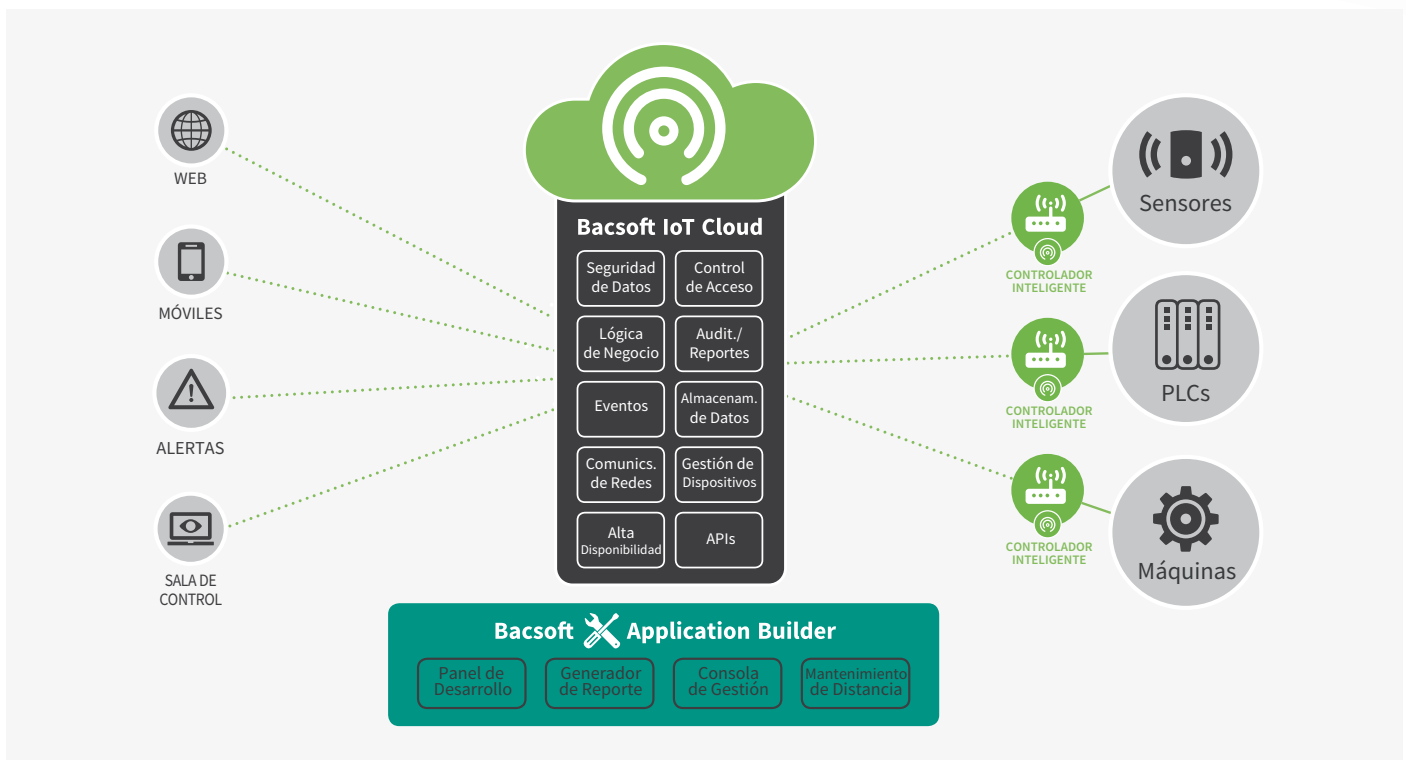 WEB
MÓVILES
ALERTAS
SALA DE
CONTROL
Bacsoft IoT Cloud
Seguridad
de Datos
Control
de Acceso
Lógica
de Negocio
Audit./
Reportes
Eventos
Almacenam.
de Datos
Comunics.
de Redes
Gestión de
Dispositivos
Alta
Disponibilidad
APIs
CONTROLADOR
INTELIGENTE
Sensores
CONTROLADOR
INTELIGENTE
PLCs
CONTROLADOR
INTELIGENTE
Máquinas
Bacsoft Application Builder
Panel de
Desarrollo
Generador
de Reporte
Consola
de Gestión
Mantenimiento
de Distancia